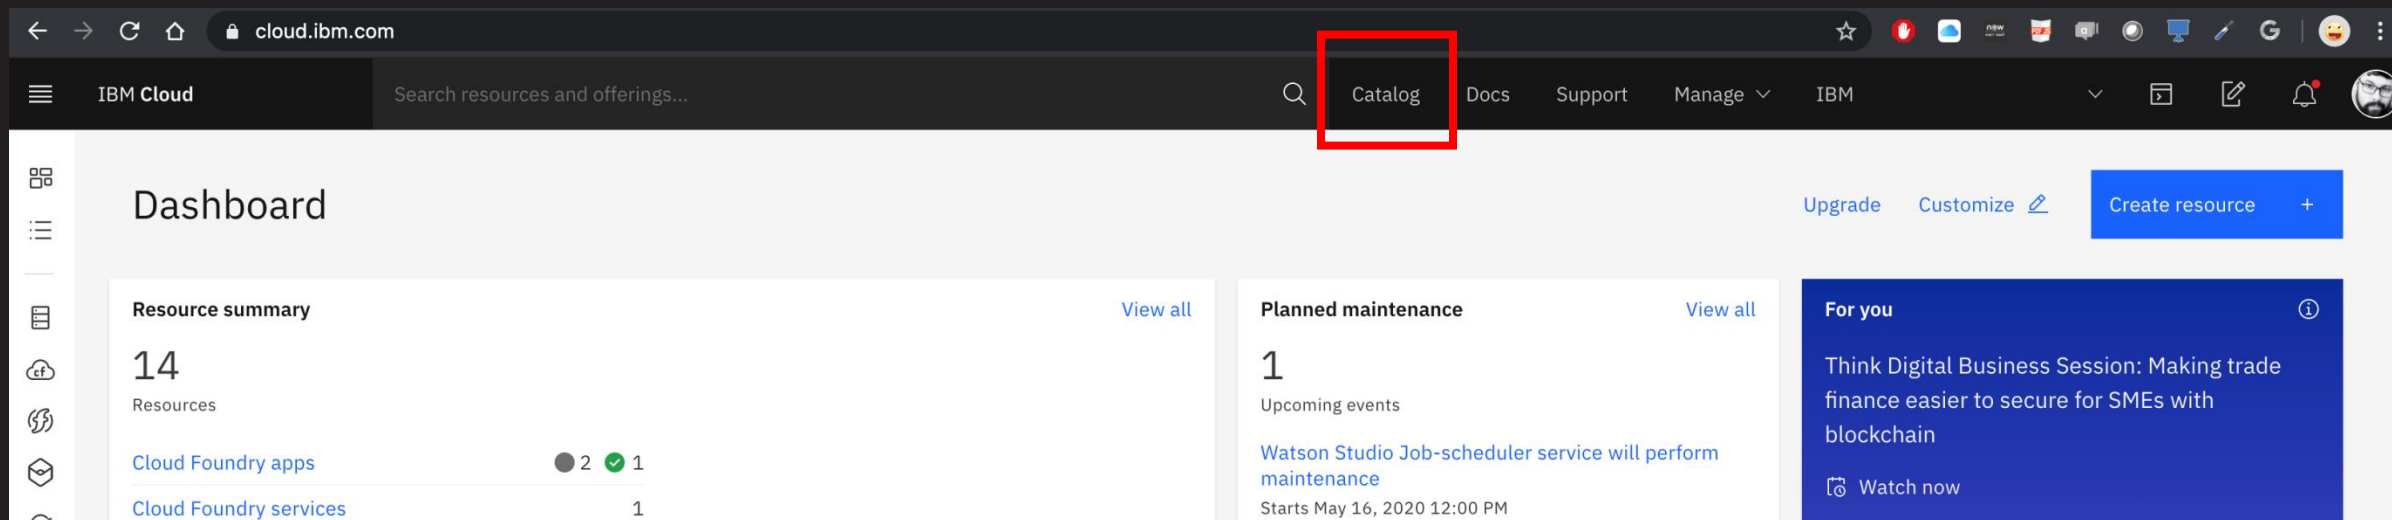 cloud.ibm.com
IBM Cloud
Search resources and offerings...
Catalog
Docs
Support
Manage
IBM
Dashboard
Upgrade
Customize
Create resource +
Resource summary
View all
14
Resources
Cloud Foundry apps
2
1
Cloud Foundry services
1
Planned maintenance
View all
1
Upcoming events
Watson Studio Job-scheduler service will perform
maintenance
Starts May 16, 2020 12:00 PM
For you
Think Digital Business Session: Making trade
finance easier to secure for SMEs with
blockchain
Watch now